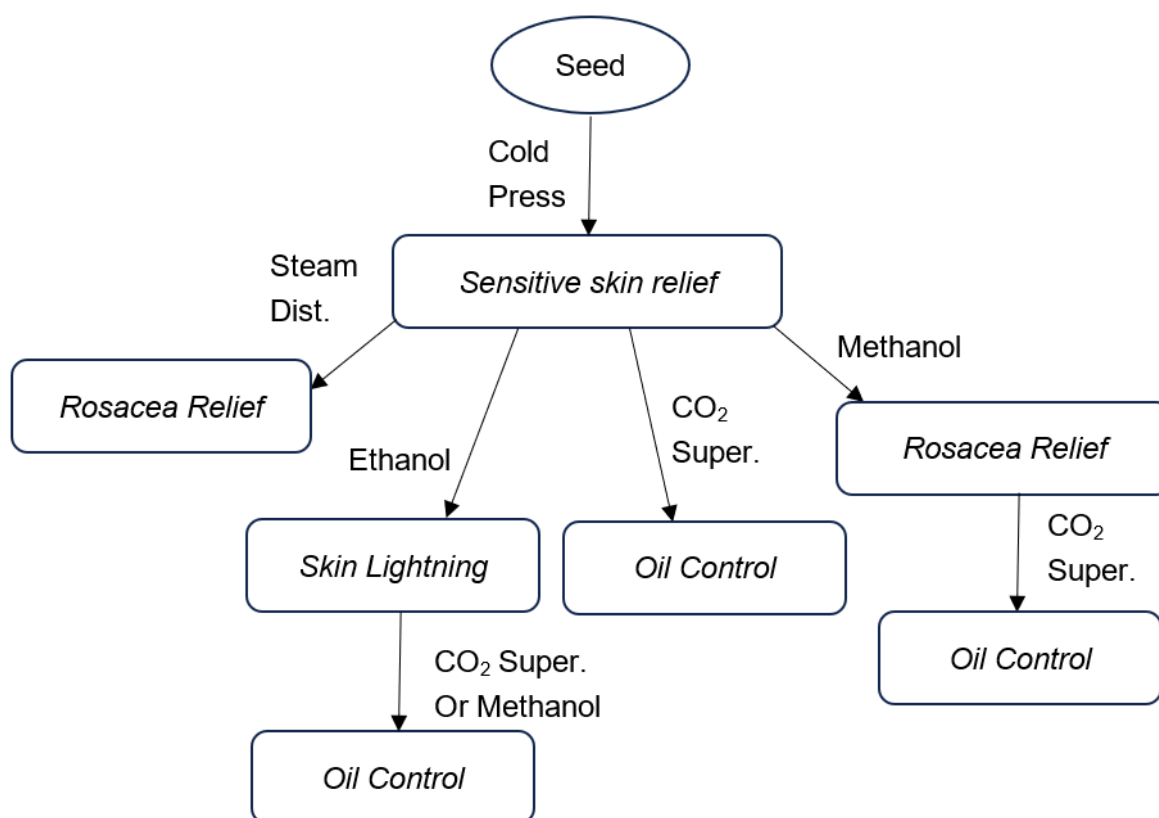 Seed
Cold
Press
Sensitive skin relief
Steam
Dist.
Methanol
Rosacea Relief
CO₂
Super.
Rosacea Relief
Ethanol
CO₂
Super.
Skin Lightning
Oil Control
Oil Control
CO₂ Super.
Or Methanol
Oil Control